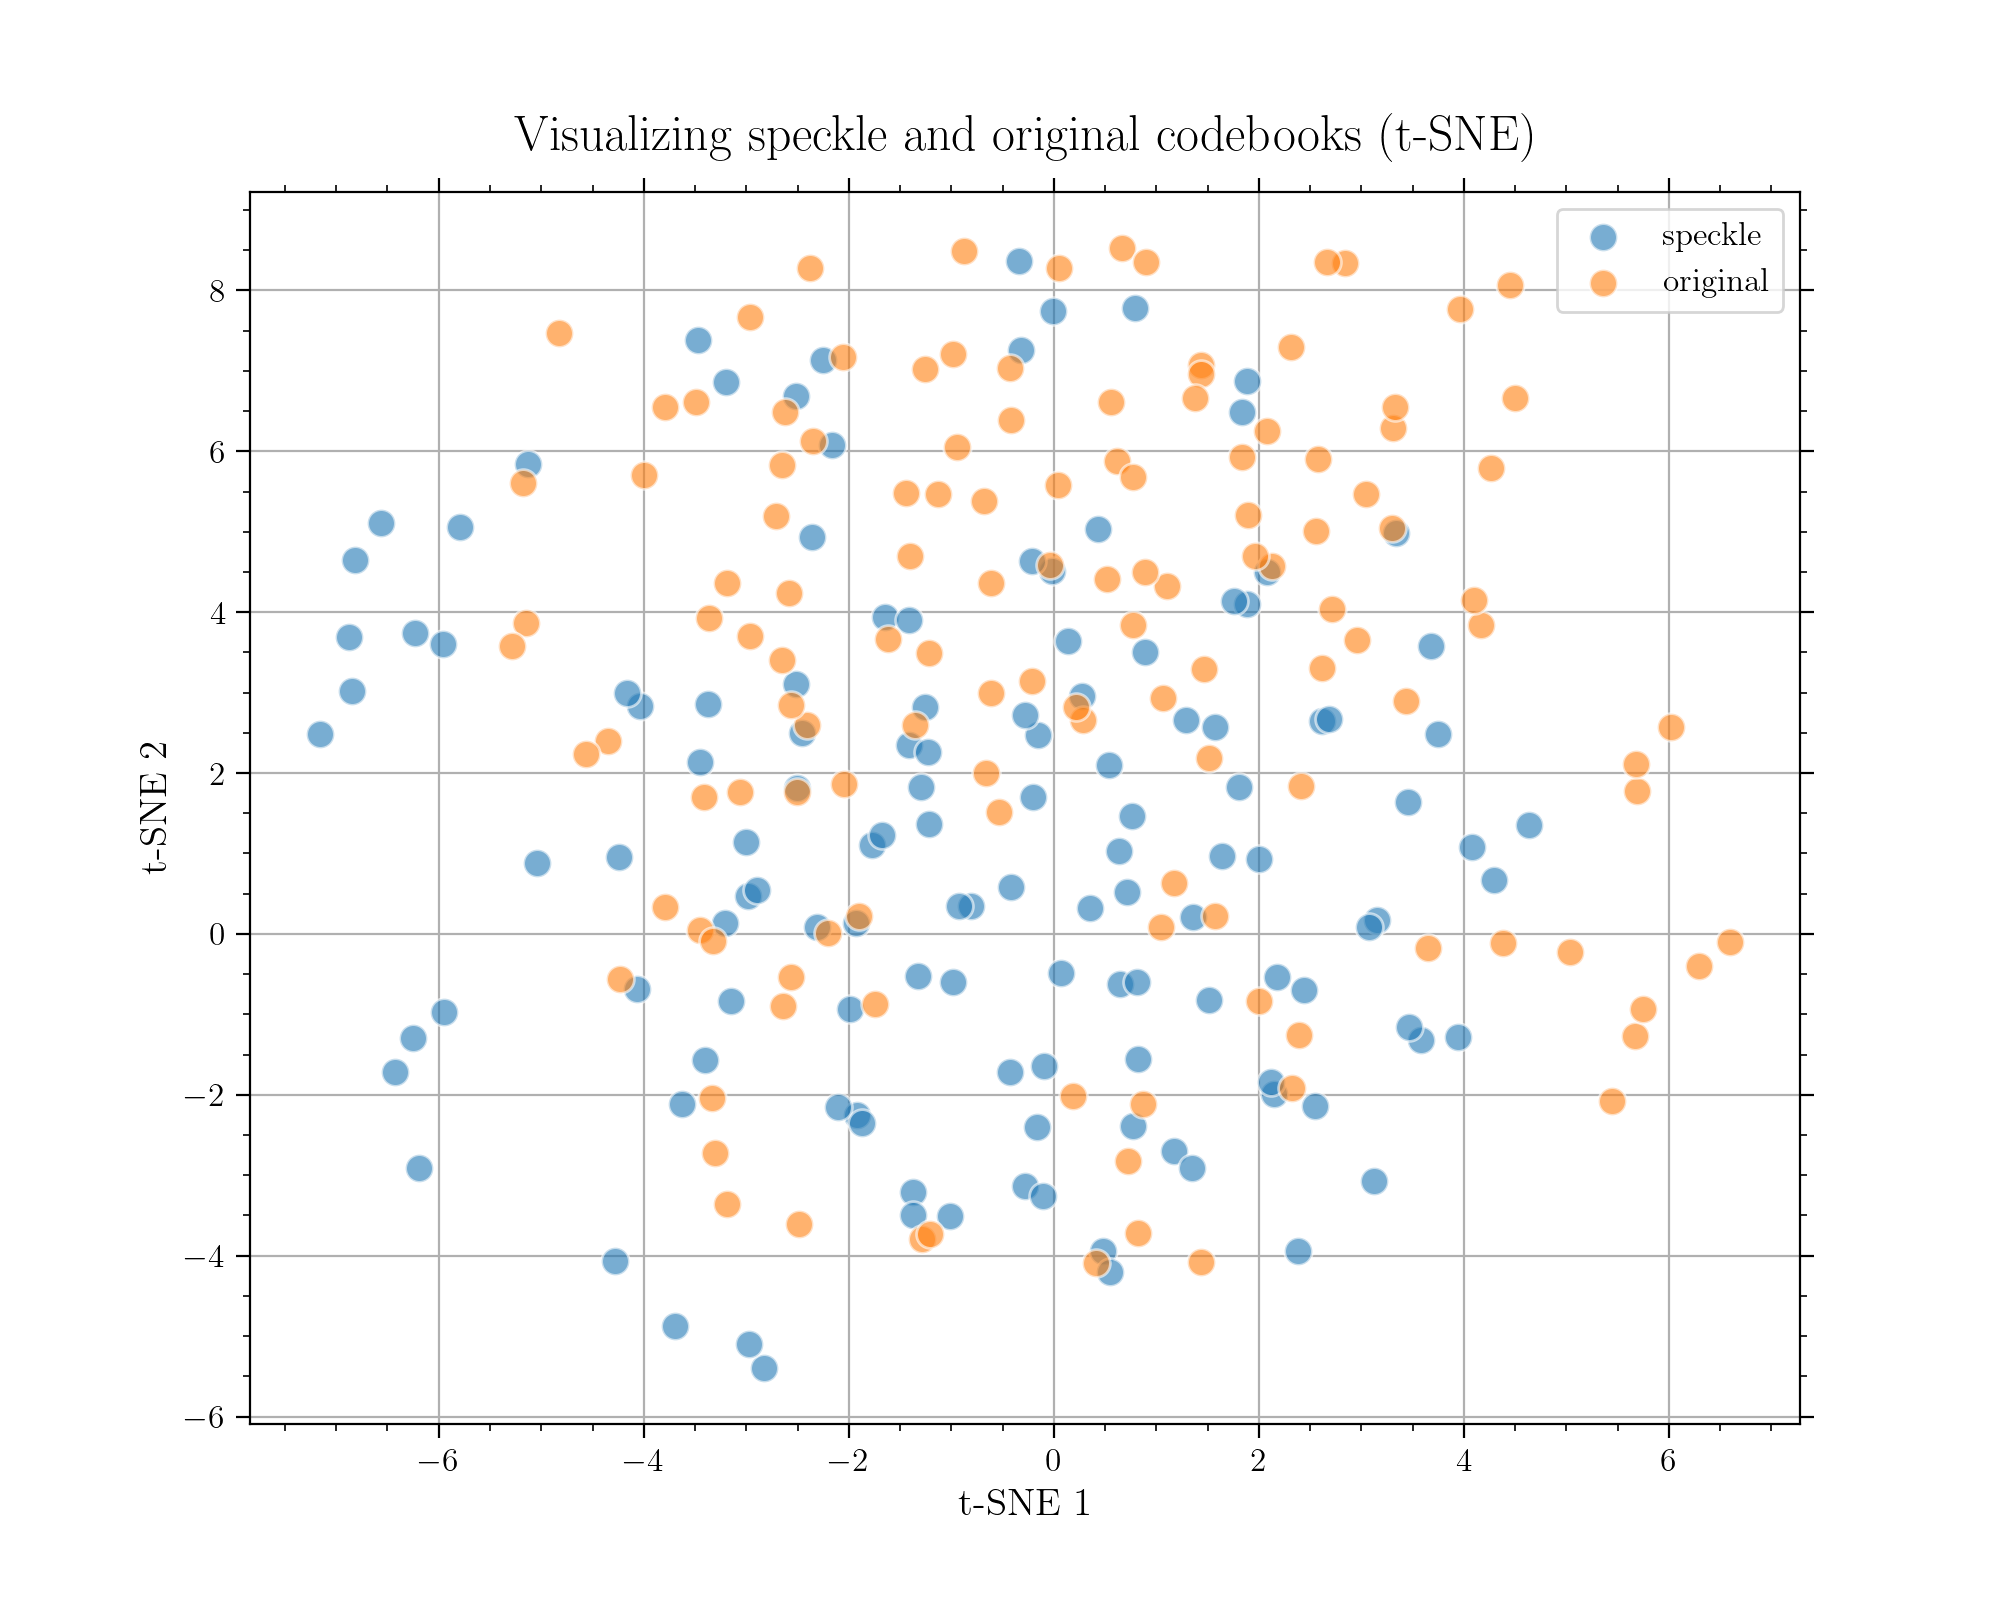 Visualizing speckle and original codebooks (t-SNE)
speckle
original
8
6
4
2
0
−2
−4
−6
t-SNE 2
−6 −4 −2 0 2 4 6
t-SNE 1